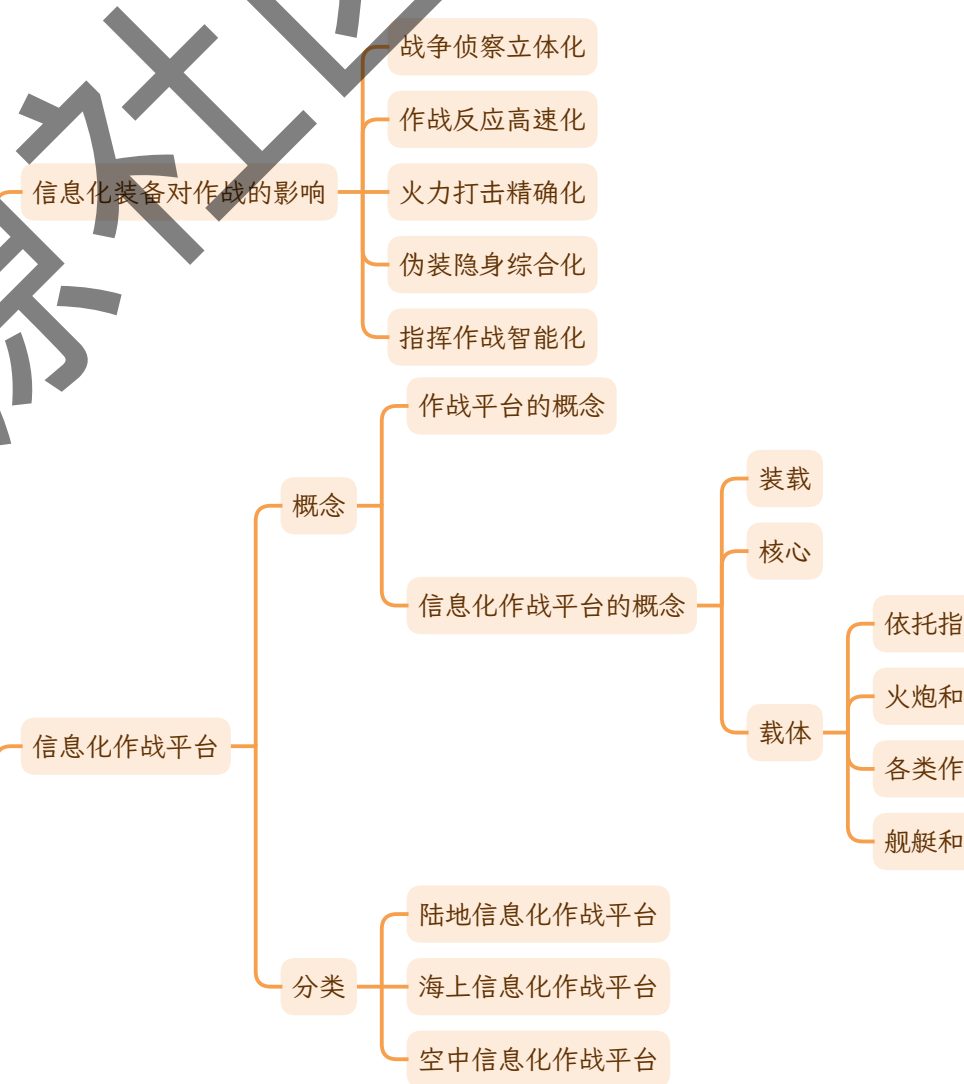 战争侦察立体化
作战反应高速化
信息化装备对作战的影响
火力打击精确化
伪装隐身综合化
指挥作战智能化
作战平台的概念
概念
信息化作战平台的概念
装载
核心
载体
依托指
火炮和
各类作
舰艇和
信息化作战平台
分类
陆地信息化作战平台
海上信息化作战平台
空中信息化作战平台